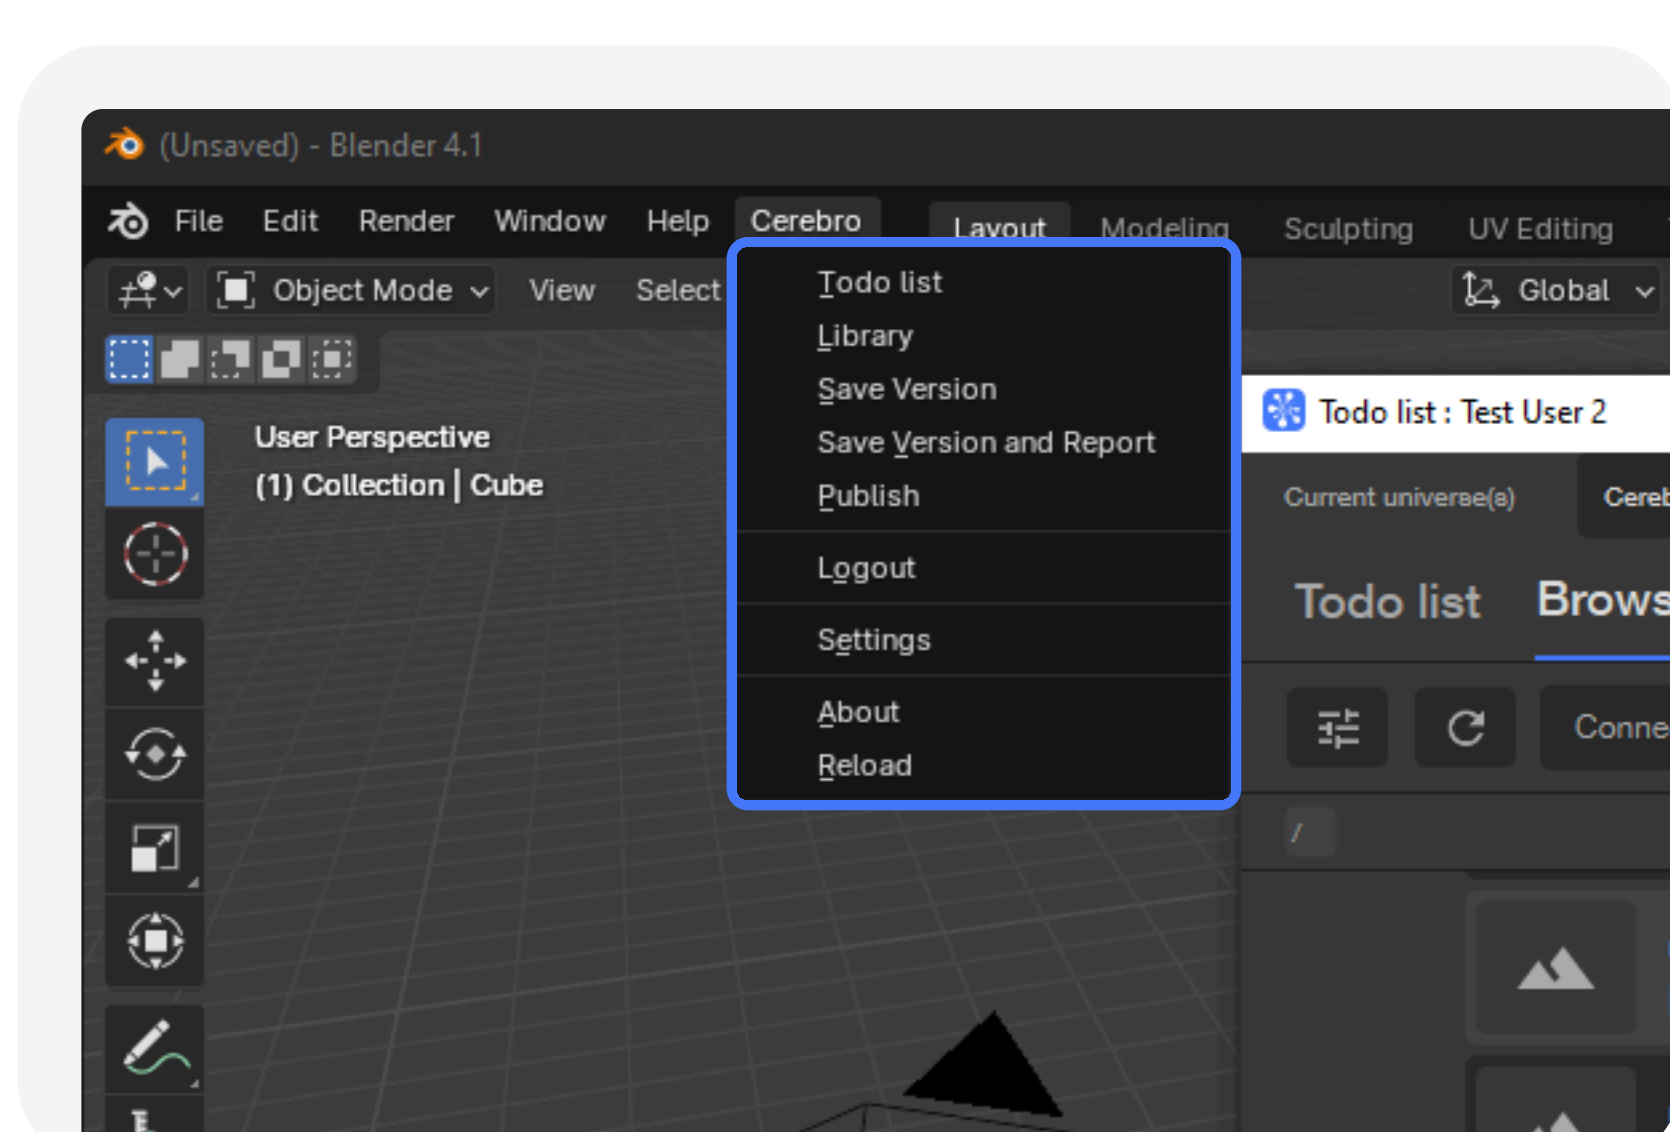 (Unsaved) - Blender 4.1
File Edit Render Window Help Cerebro Layout Modeling Sculpting UV Editing
Object Mode View Select Global
Todo list
Library
Save Version
Save Version and Report
Publish
Logout
Settings
About
Reload
User Perspective
(1) Collection | Cube
Todo list : Test User 2
Current universe(s)
Todo list
/